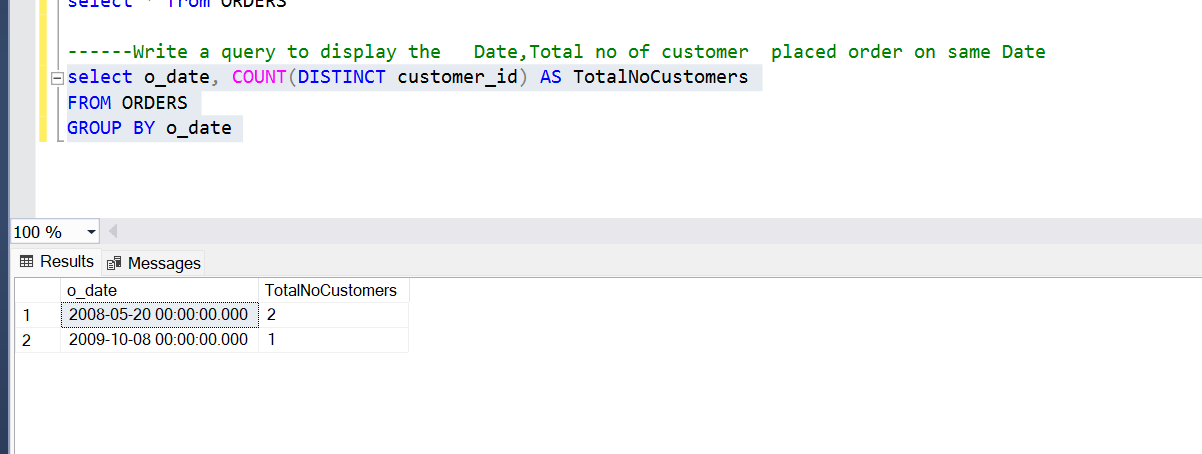 select * from ORDERS
------Write a query to display the   Date,Total no of customer  placed order on same Date
select o_date, COUNT(DISTINCT customer_id) AS TotalNoCustomers
FROM ORDERS
GROUP BY o_date
100 %
Results Messages
o_date TotalNoCustomers
1 2008-05-20 00:00:00.000 2
2 2009-10-08 00:00:00.000 1